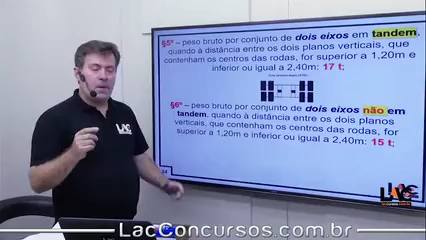 §5º – peso bruto por conjunto de dois eixos em tandem,
quando à distância entre os dois planos verticais, que
contenham os centros das rodas, for superior a 1,20m e
inferior ou igual a 2,40m: 17 t;
§6º – peso bruto por conjunto de dois eixos não em
tandem, quando à distância entre os dois planos
verticais, que contenham os centros das rodas, for
superior a 1,20m e inferior ou igual a 2,40m: 15 t;
LAC
LacConcursos.com.br